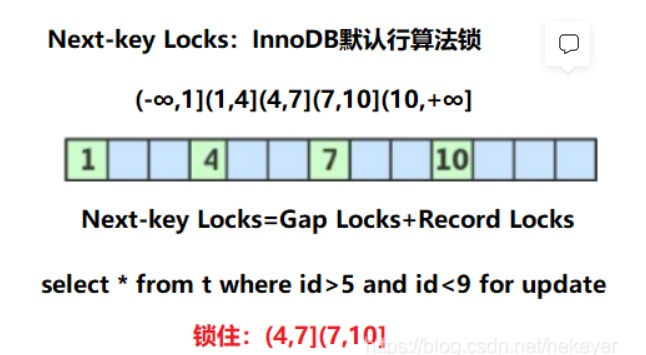 Next-key Locks：InnoDB默认行算法锁
(-∞,1](1,4](4,7](7,10](10,+∞]
1 4 7 10
Next-key Locks=Gap Locks+Record Locks
select * from t where id>5 and id<9 for update
锁住：(4,7](7,10]
https://blog.csdn.net/hekeyer